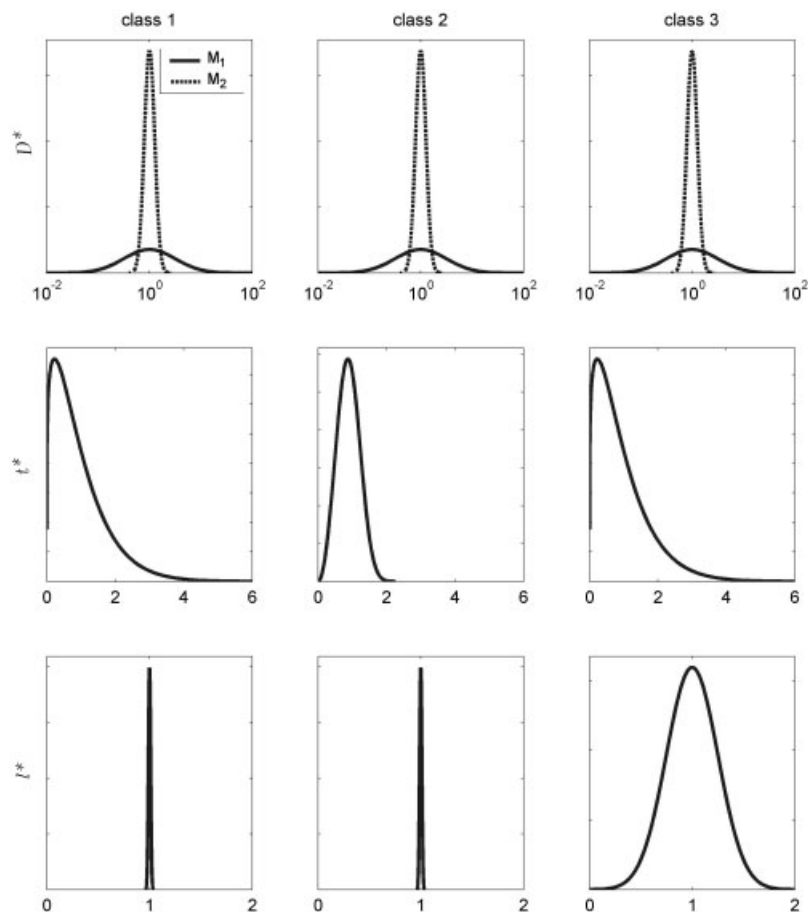 class 1 class 2 class 3
M₁
M₂
D*
10⁻² 10⁰ 10² 10⁻² 10⁰ 10² 10⁻² 10⁰ 10²
t*
0 2 4 6 0 2 4 6 0 2 4 6
l*
0 1 2 0 1 2 0 1 2